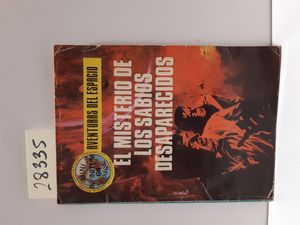 AVENTURAS DEL ESPACIO
EL MISTERIO DE
LOS SABIOS
DESAPARECIDOS
28335